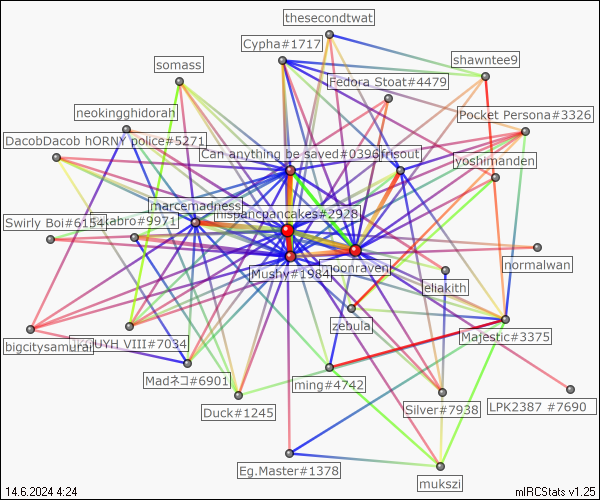 thesecondtwat
Cypha#1717
shawntee9
somass
Fedora Stoat#4479
neokingghidorah
Pocket Persona#3326
DacobDacob hORNY police#5271
Can anything be saved#0396
frisout
yoshimanden
marcemadness
hispancpancakes#2928
Swirly Boi#6154
kabro#9971
normalwan
Mushy#1984
moonraven
eliakith
zebula
Majestic#3375
bigcitysamurai
UYH VIII#7034
Madネコ#6901
ming#4742
Duck#1245
Silver#7938
LPK2387 #7690
Eg.Master#1378
mukszi
14.6.2024 4:24
mIRCStats v1.25